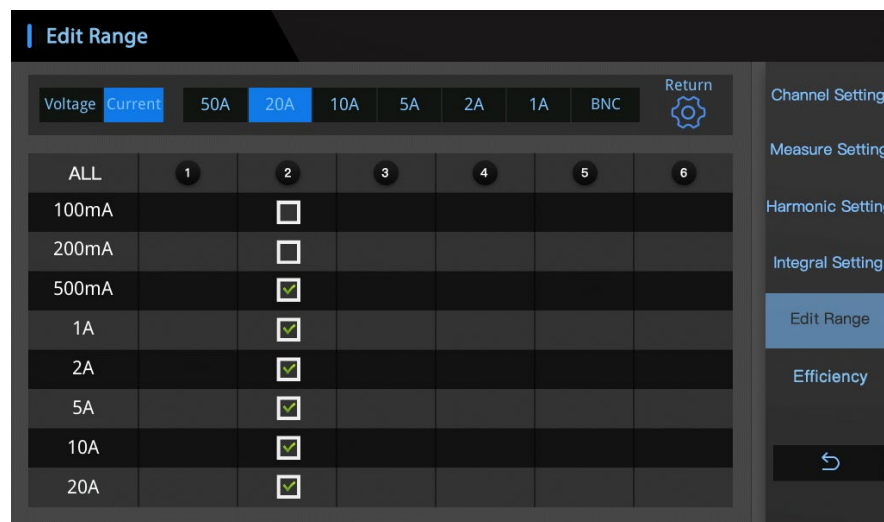 Edit Range
Voltage Current 50A 20A 10A 5A 2A 1A BNC Return
ALL 1 2 3 4 5 6
100mA
200mA
500mA
1A
2A
5A
10A
20A
Channel Setting
Measure Setting
Harmonic Settin
Integral Setting
Edit Range
Efficiency